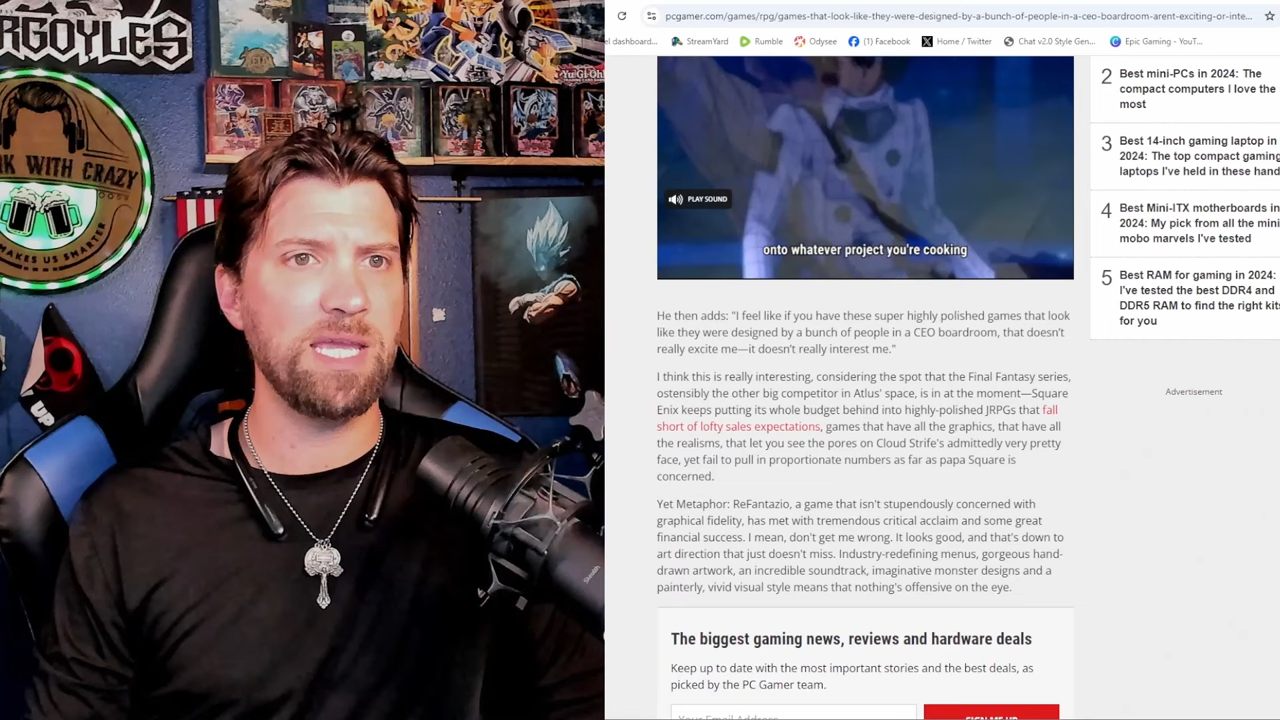 RGOYLES
K WITH CRAZY
MAKES US SMARTER
Yu-Gi-Oh!
UP
pcgamer.com/games/rpg/games-that-look-like-they-were-designed-by-a-bunch-of-people-in-a-ceo-boardroom-arent-exciting-or-inte...
el dashboard...
StreamYard
Rumble
Odysee
(1) Facebook
Home / Twitter
Chat v2.0 Style Gen...
Epic Gaming - YouT...
PLAY SOUND
onto whatever project you're cooking
He then adds: "I feel like if you have these super highly polished games that look
like they were designed by a bunch of people in a CEO boardroom, that doesn't
really excite me—it doesn't really interest me."
I think this is really interesting, considering the spot that the Final Fantasy series,
ostensibly the other big competitor in Atlus' space, is in at the moment—Square
Enix keeps putting its whole budget behind into highly-polished JRPGs that fall
short of lofty sales expectations, games that have all the graphics, that have all
the realisms, that let you see the pores on Cloud Strife's admittedly very pretty
face, yet fail to pull in proportionate numbers as far as papa Square is
concerned.
Yet Metaphor: ReFantazio, a game that isn't stupendously concerned with
graphical fidelity, has met with tremendous critical acclaim and some great
financial success. I mean, don't get me wrong. It looks good, and that's down to
art direction that just doesn't miss. Industry-redefining menus, gorgeous hand-
drawn artwork, an incredible soundtrack, imaginative monster designs and a
painterly, vivid visual style means that nothing's offensive on the eye.
The biggest gaming news, reviews and hardware deals
Keep up to date with the most important stories and the best deals, as
picked by the PC Gamer team.
Your Email Address
SIGN ME UP
2
Best mini-PCs in 2024: The
compact computers I love the
most
3
Best 14-inch gaming laptop in
2024: The top compact gaming
laptops I've held in these hand
4
Best Mini-ITX motherboards in
2024: My pick from all the mini
mobo marvels I've tested
5
Best RAM for gaming in 2024:
I've tested the best DDR4 and
DDR5 RAM to find the right kits
for you
Advertisement